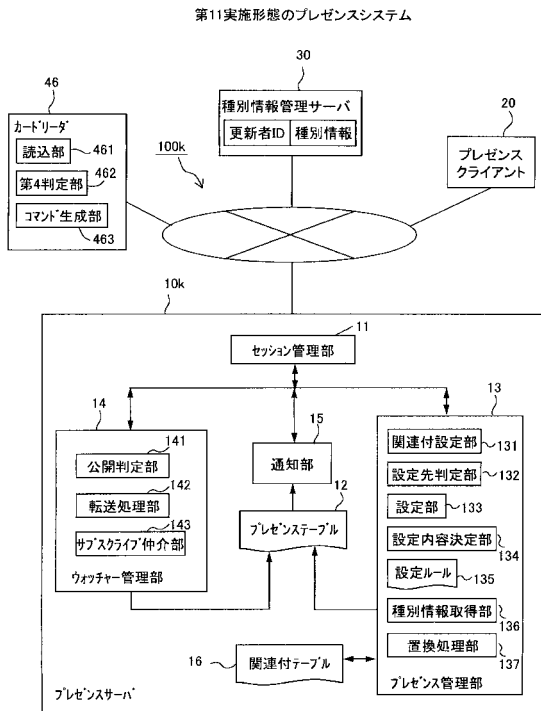 第11実施形態のプレゼンスシステム
30
種別情報管理サーバ
更新者ID
種別情報
46
カードリーダ
読込部
461
第4判定部
462
コマンド生成部
463
100k
20
プレゼンス
クライアント
10k
11
セッション管理部
14
141
公開判定部
142
転送処理部
143
サブスクライブ仲介部
ウォッチャー管理部
15
通知部
12
プレゼンステーブル
13
関連付設定部
131
設定先判定部
132
設定部
133
設定内容決定部
134
設定ルール
135
種別情報取得部
136
置換処理部
137
プレゼンス管理部
16
関連付テーブル
プレゼンスサーバ